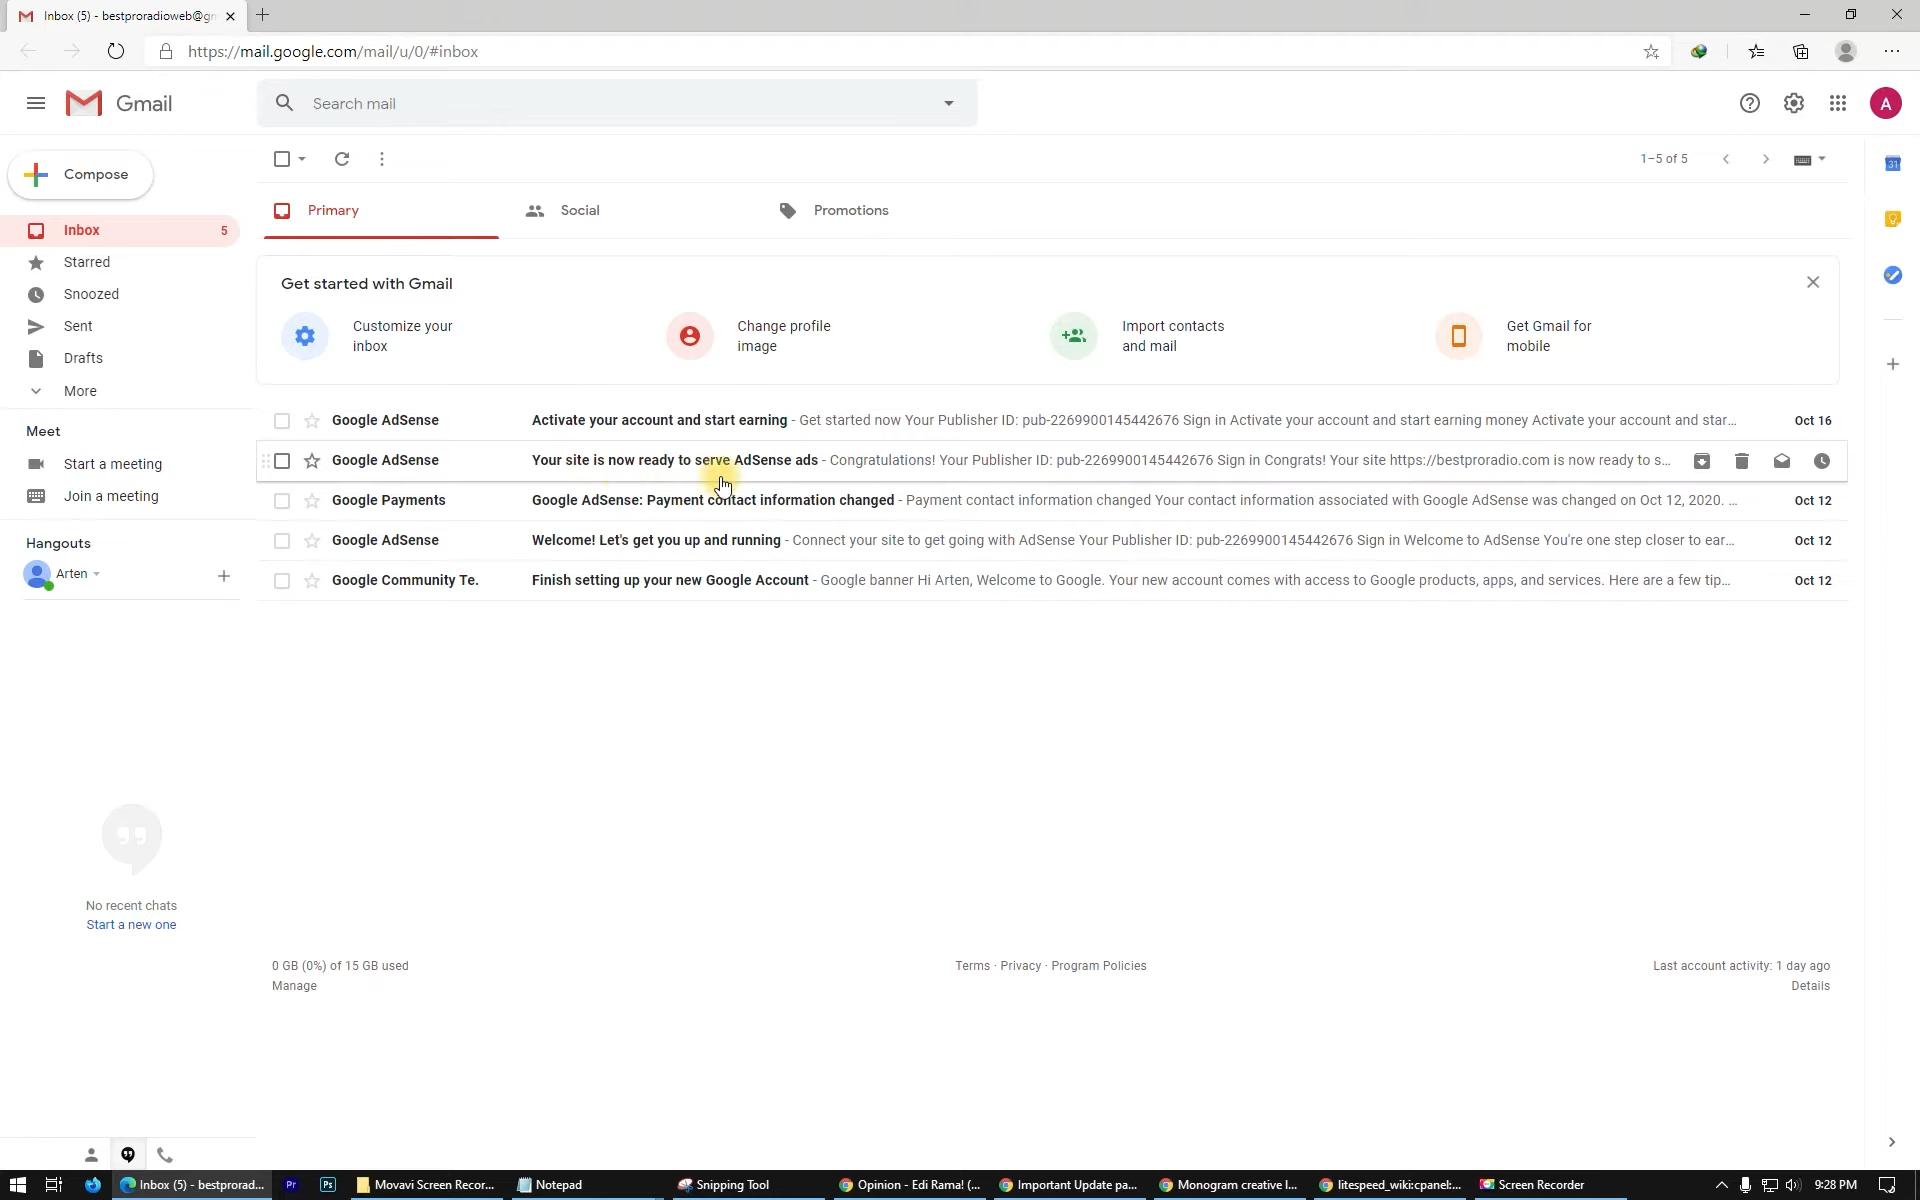 Inbox (5) - bestproradioweb@gm
https://mail.google.com/mail/u/0/#inbox
Gmail
Search mail
A
Compose
1–5 of 5
31
Primary
Social
Promotions
Inbox 5
Starred
Snoozed
Sent
Drafts
More
Get started with Gmail
Customize your
inbox
Change profile
image
Import contacts
and mail
Get Gmail for
mobile
Google AdSense Activate your account and start earning - Get started now Your Publisher ID: pub-2269900145442676 Sign in Activate your account and start earning money Activate your account and star... Oct 16
Google AdSense Your site is now ready to serve AdSense ads - Congratulations! Your Publisher ID: pub-2269900145442676 Sign in Congrats! Your site https://bestproradio.com is now ready to s...
Google Payments Google AdSense: Payment contact information changed - Payment contact information changed Your contact information associated with Google AdSense was changed on Oct 12, 2020. ... Oct 12
Google AdSense Welcome! Let's get you up and running - Connect your site to get going with AdSense Your Publisher ID: pub-2269900145442676 Sign in Welcome to AdSense You're one step closer to ear... Oct 12
Google Community Te. Finish setting up your new Google Account - Google banner Hi Arten, Welcome to Google. Your new account comes with access to Google products, apps, and services. Here are a few tip... Oct 12
Meet
Start a meeting
Join a meeting
Hangouts
Arten
No recent chats
Start a new one
0 GB (0%) of 15 GB used
Manage
Terms · Privacy · Program Policies
Last account activity: 1 day ago
Details
Inbox (5) - bestprorad...
Pr
Ps
Movavi Screen Recor...
Notepad
Snipping Tool
Opinion - Edi Rama! (...
Important Update pa...
Monogram creative l...
litespeed_wiki:cpanel:...
Screen Recorder
9:28 PM